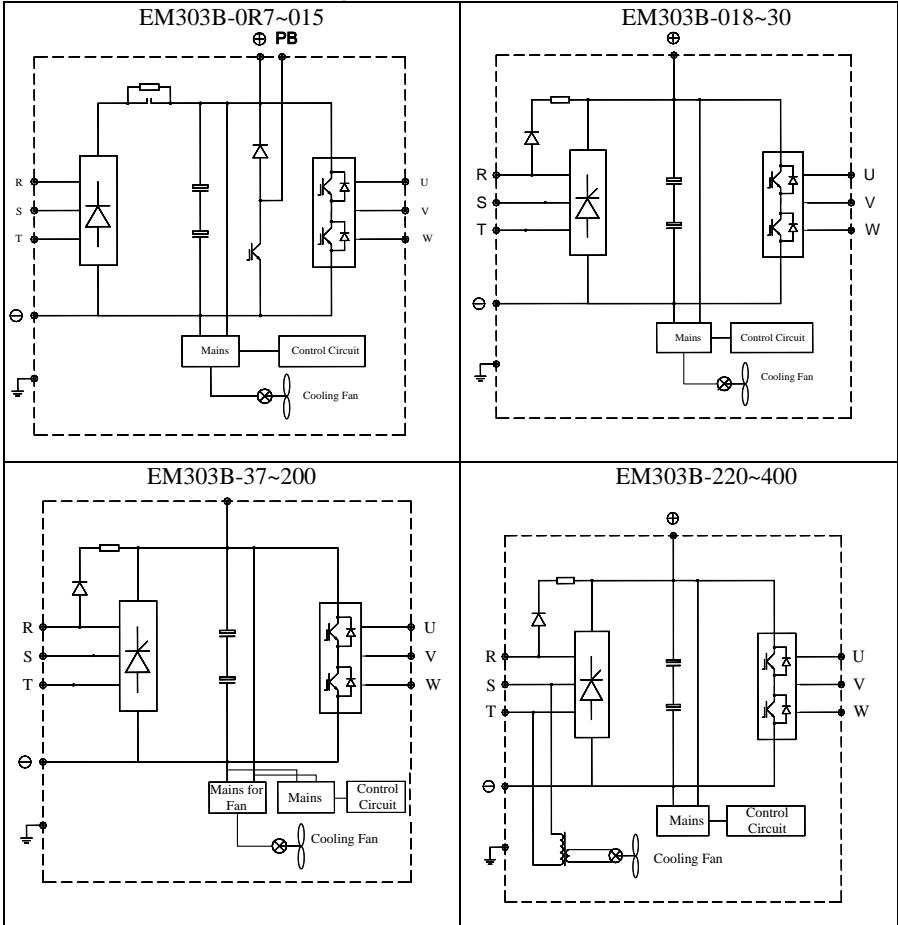 EM303B-0R7~015
⊕ PB
R
S
T
U
V
W
⊖
Mains
Control Circuit
Cooling Fan
EM303B-018~30
⊕
R
S
T
U
V
W
⊖
Mains
Control Circuit
Cooling Fan
EM303B-37~200
R
S
T
U
V
W
⊖
Mains for
Fan
Mains
Control
Circuit
Cooling Fan
EM303B-220~400
⊕
R
S
T
U
V
W
⊖
Mains
Control
Circuit
Cooling Fan